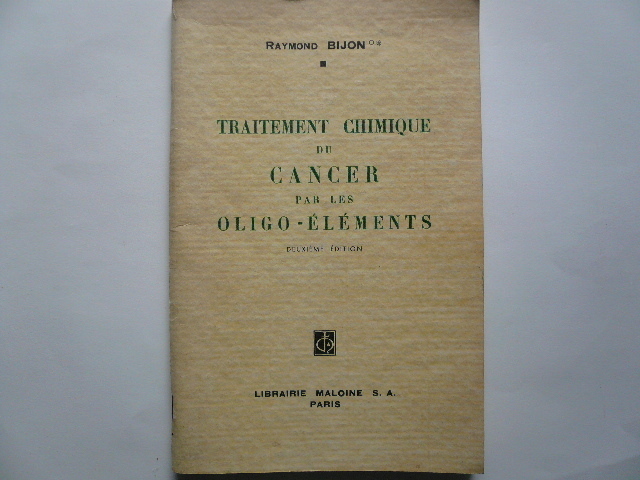 RAYMOND BIJON
TRAITEMENT CHIMIQUE
DU
CANCER
PAR LES
OLIGO-ÉLÉMENTS
DEUXIÈME ÉDITION
LIBRAIRIE MALOINE S. A.
PARIS